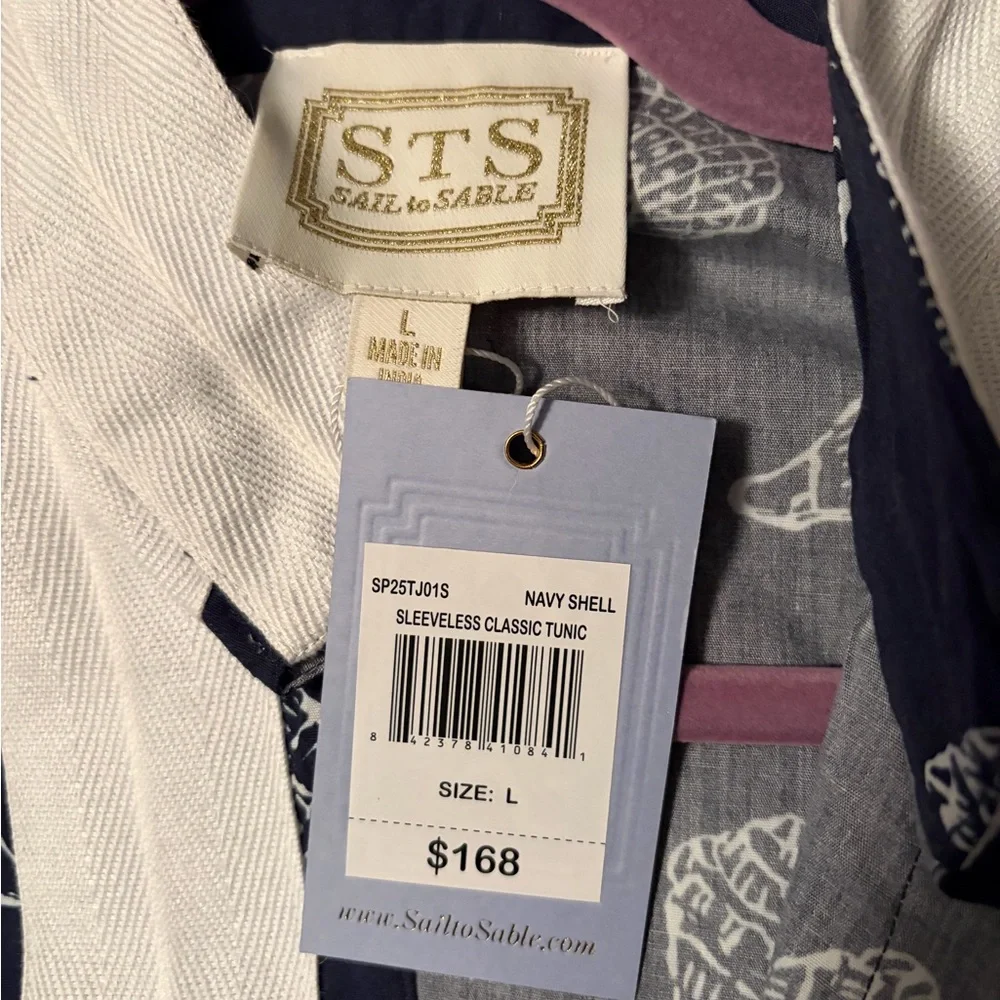 STS
SAIL to SABLE
L
MADE IN
INDIA
SP25TJ01S NAVY SHELL
SLEEVELESS CLASSIC TUNIC
8 42378 41084 1
SIZE: L
$168
www.SailtoSable.com